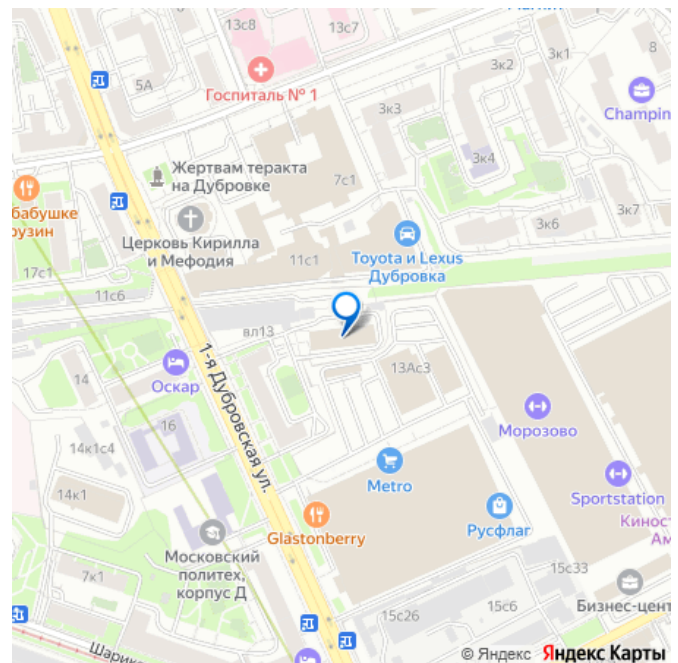 13с8
13с7
3к1
8
3к2
5А
Госпиталь № 1
Champin
3к3
Жертвам теракта
на Дубровке
7с1
3к4
бабушке
рузин
Церковь Кирилла
и Мефодия
3к6
3к7
17с1
11с1
Toyota и Lexus
Дубровка
11с6
вл13
1-я Дубровская ул.
13Ас3
14
Оскар
16
Морозово
14к1с4
Metro
14к1
Sportstation
Glastonberry
Русфлаг
Киност
Ам
Московский
политех,
корпус Д
7к1
15с33
15с26
15с6
Бизнес-цент
Шарик
© Яндекс Яндекс Карты